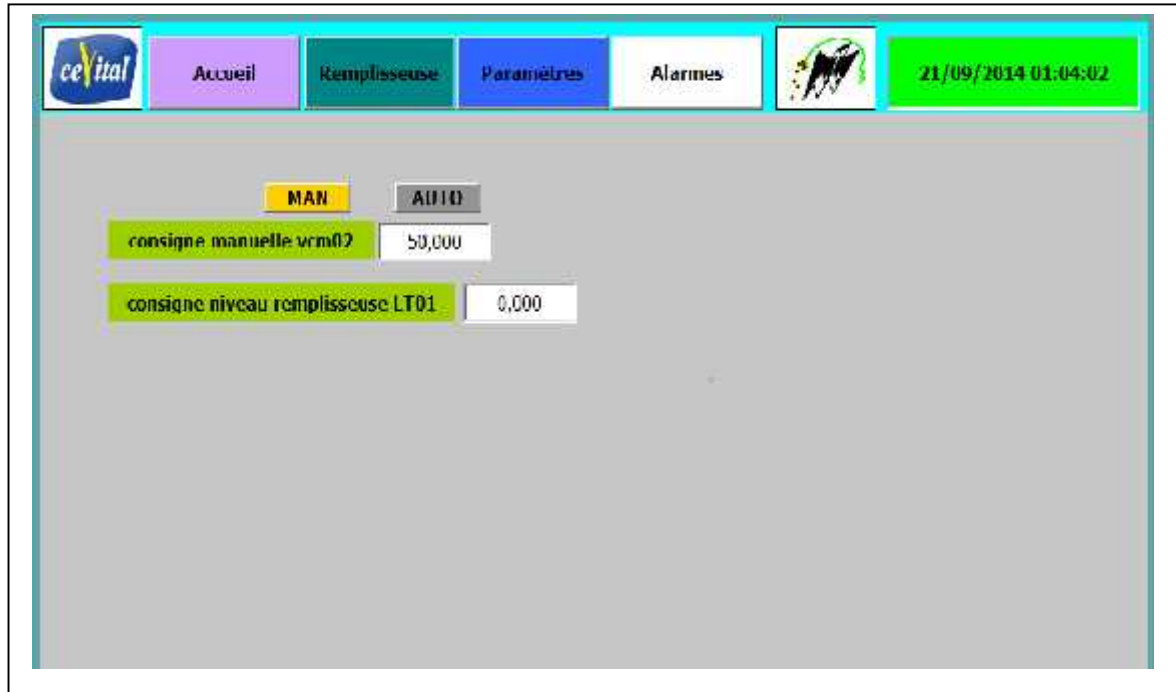 cevital
Accueil
Remplisseuse
Paramètres
Alarmes
21/09/2014 01:04:02
MAN
AUTO
consigne manuelle vcm02
50,000
consigne niveau remplisseuse LT01
0,000